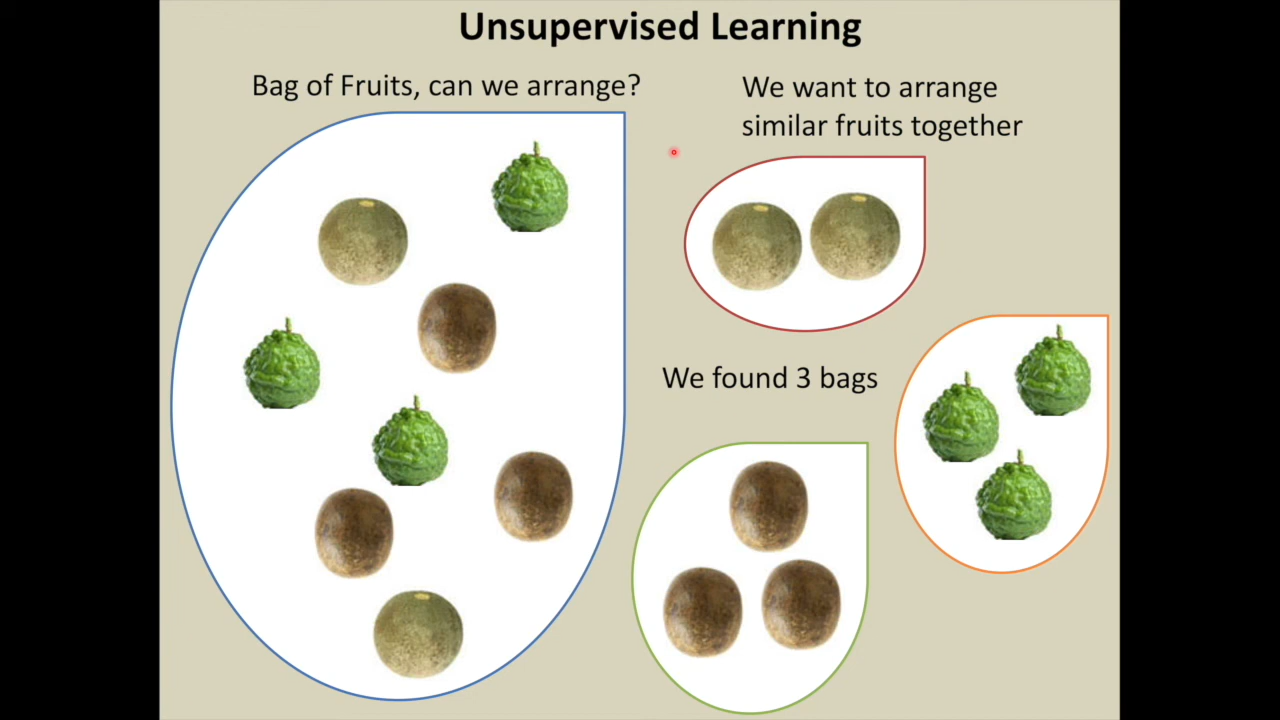 Unsupervised Learning
Bag of Fruits, can we arrange?
We want to arrange
similar fruits together
We found 3 bags